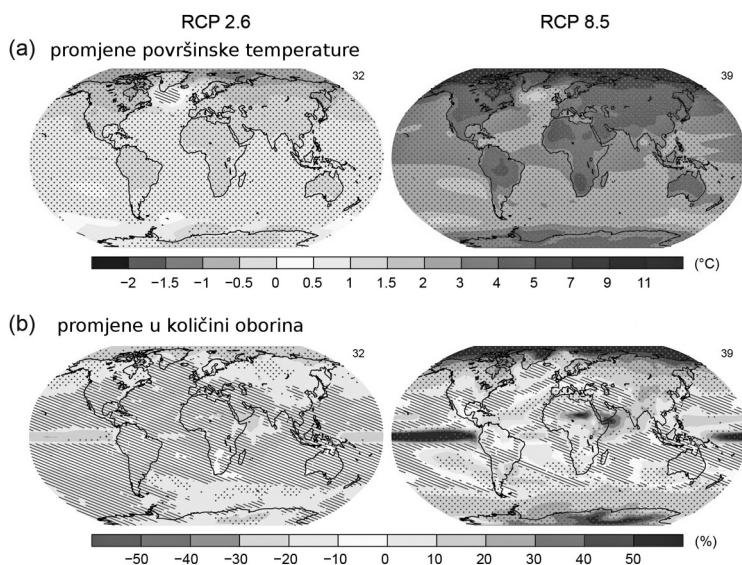 RCP 2.6 RCP 8.5
(a) promjene površinske temperature
32 39
−2 −1.5 −1 −0.5 0 0.5 1 1.5 2 3 4 5 7 9 11 (°C)
(b) promjene u količini oborina
32 39
−50 −40 −30 −20 −10 0 10 20 30 40 50 (%)